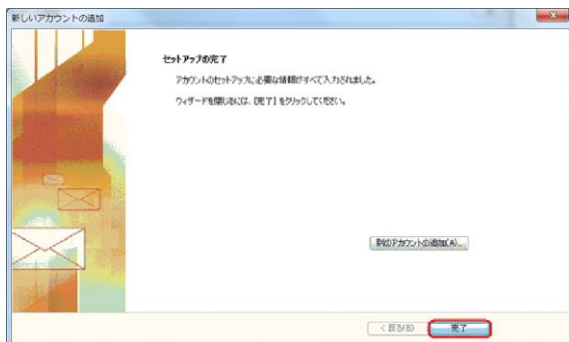 新しいアカウントの追加
セットアップの完了
アカウントのセットアップに必要な情報がすべて入力されました。
ウィザードを閉じるには、[完了] をクリックしてください。
別のアカウントの追加(A)...
< 戻る(B)
完了